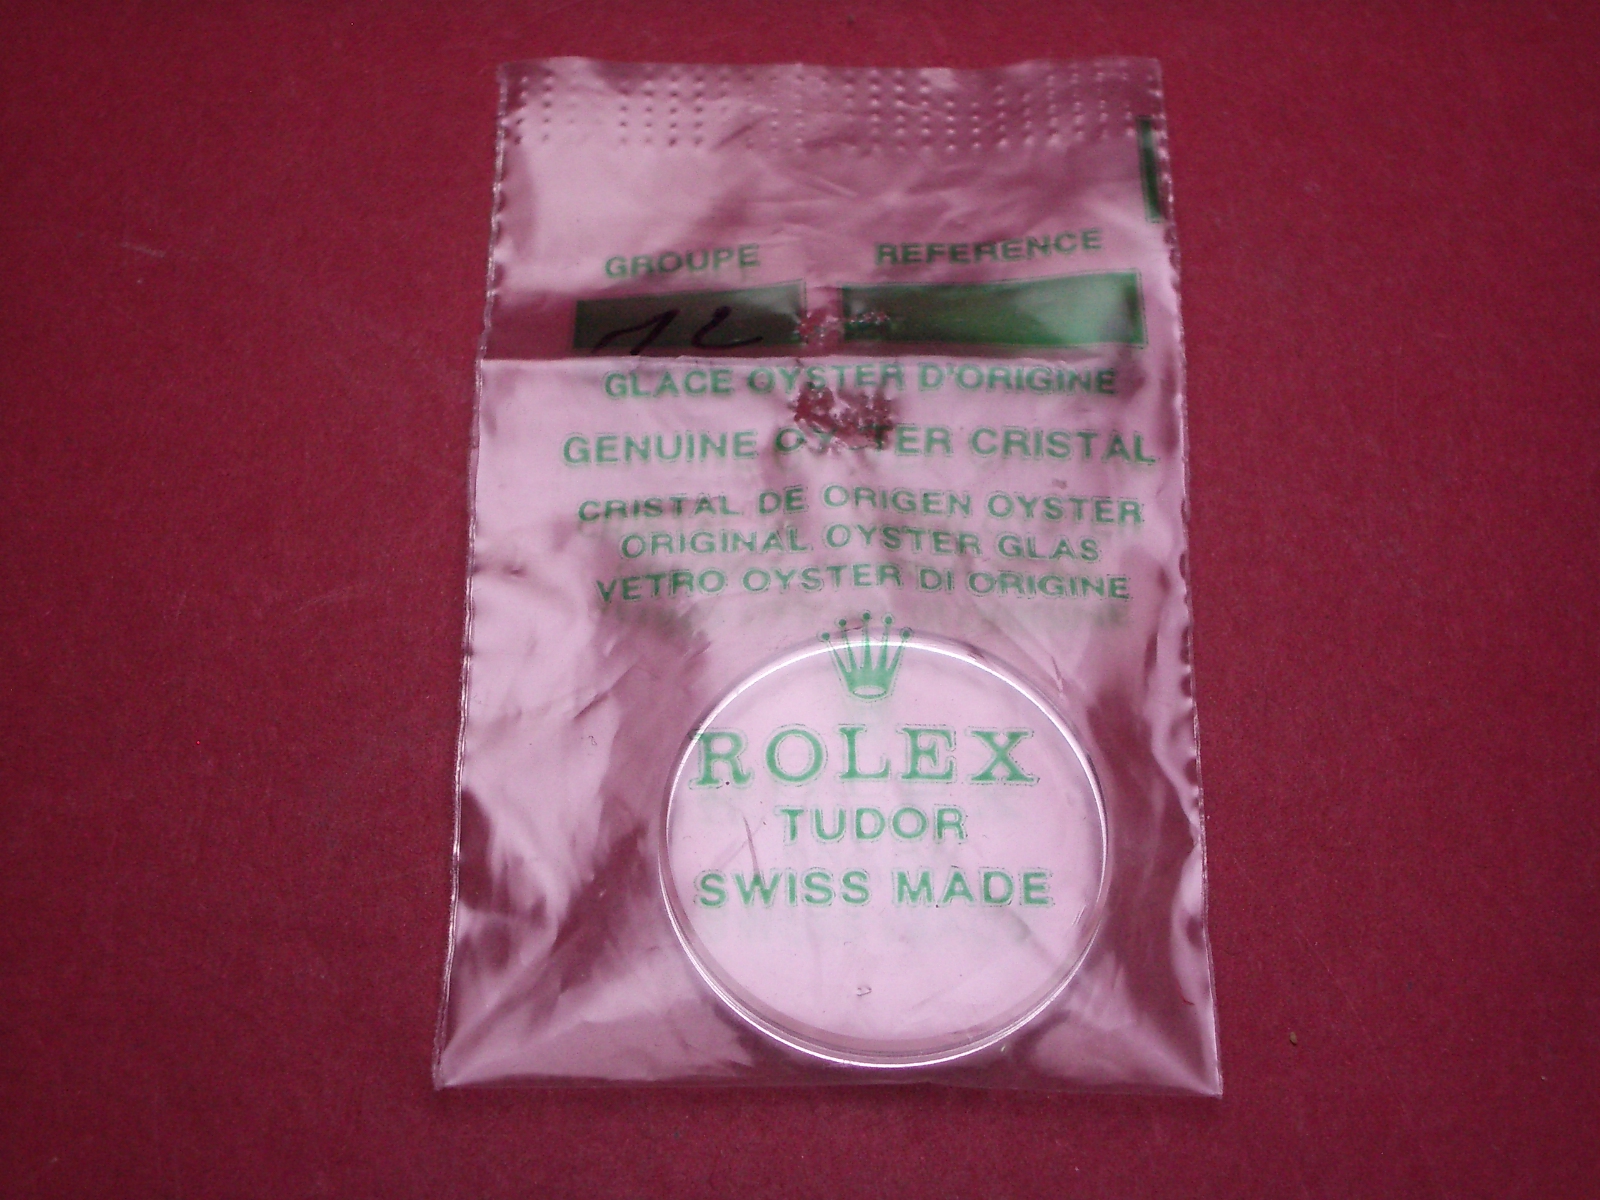 GROUPE REFERENCE
12
GLACE OYSTER D'ORIGINE
GENUINE OYSTER CRISTAL
CRISTAL DE ORIGEN OYSTER
ORIGINAL OYSTER GLAS
VETRO OYSTER DI ORIGINE
ROLEX
TUDOR
SWISS MADE